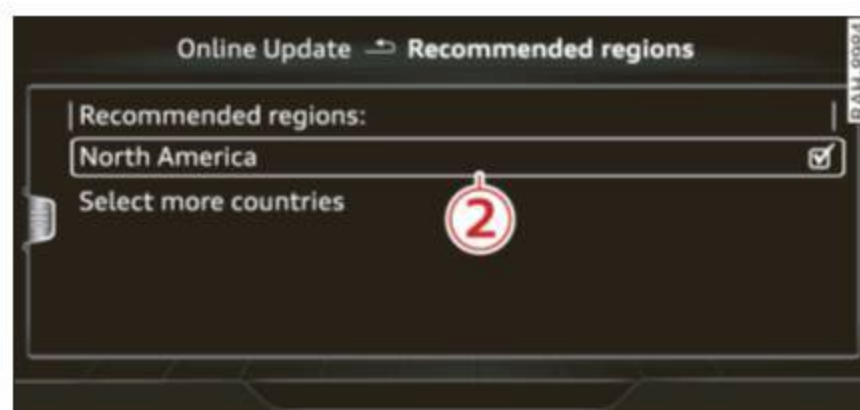 Online Update Recommended regions
Recommended regions:
North America
Select more countries
2